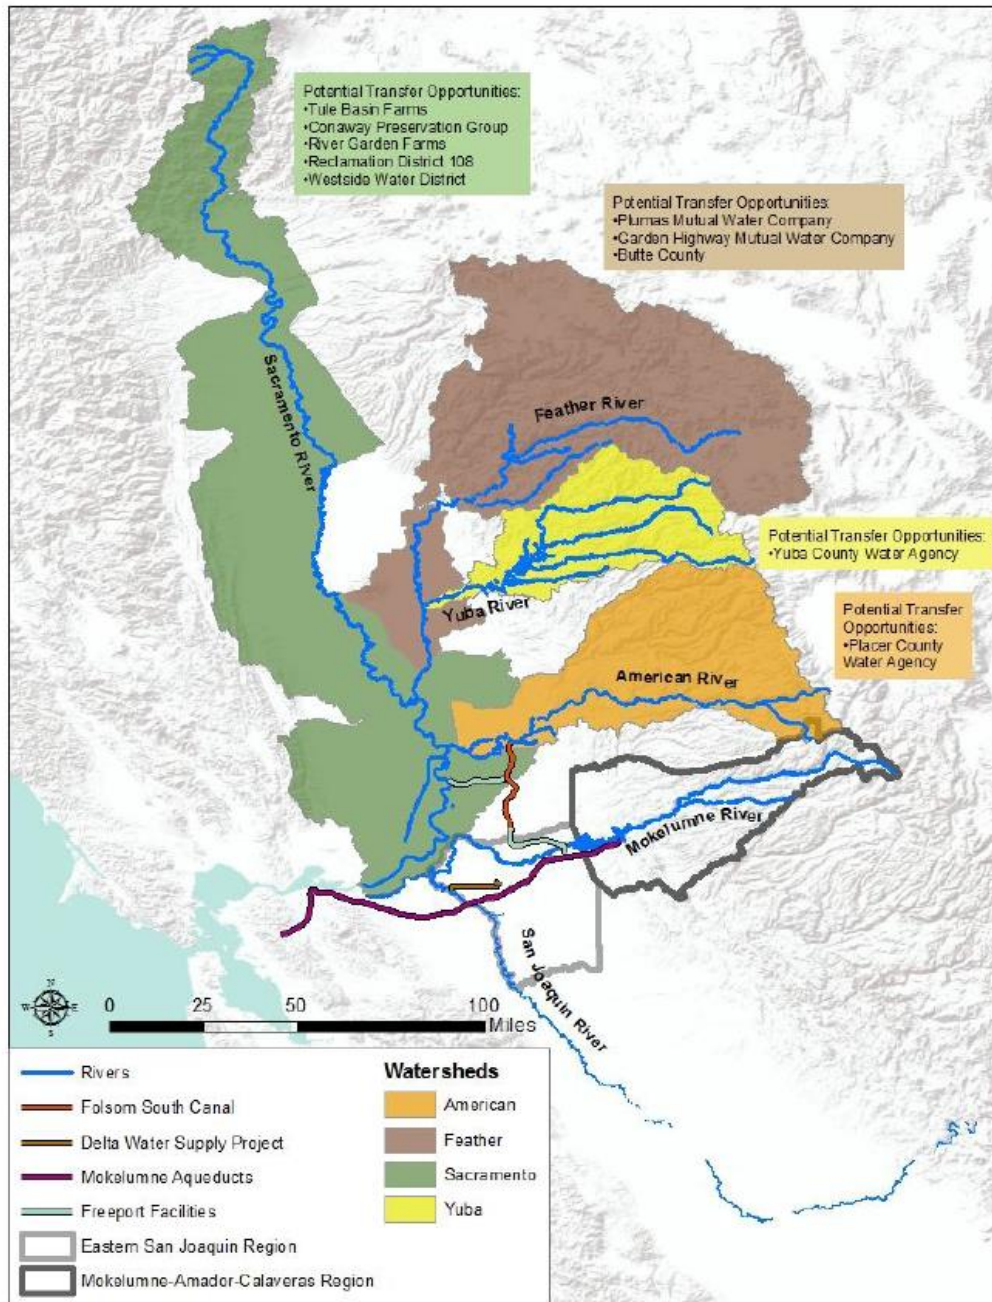 Potential Transfer Opportunities:
•Tule Basin Farms
•Conaway Preservation Group
•River Garden Farms
•Reclamation District 108
•Westside Water District
Potential Transfer Opportunities:
•Plumas Mutual Water Company
•Garden Highway Mutual Water Company
•Butte County
Sacramento River
Feather River
Potential Transfer Opportunities:
•Yuba County Water Agency
Yuba River
Potential Transfer
Opportunities:
•Placer County
Water Agency
American River
Mokelumne River
San Joaquin River
N
W E
S
0 25 50 100
Miles
Rivers
Folsom South Canal
Delta Water Supply Project
Mokelumne Aqueducts
Freeport Facilities
Eastern San Joaquin Region
Mokelumne-Amador-Calaveras Region
Watersheds
American
Feather
Sacramento
Yuba